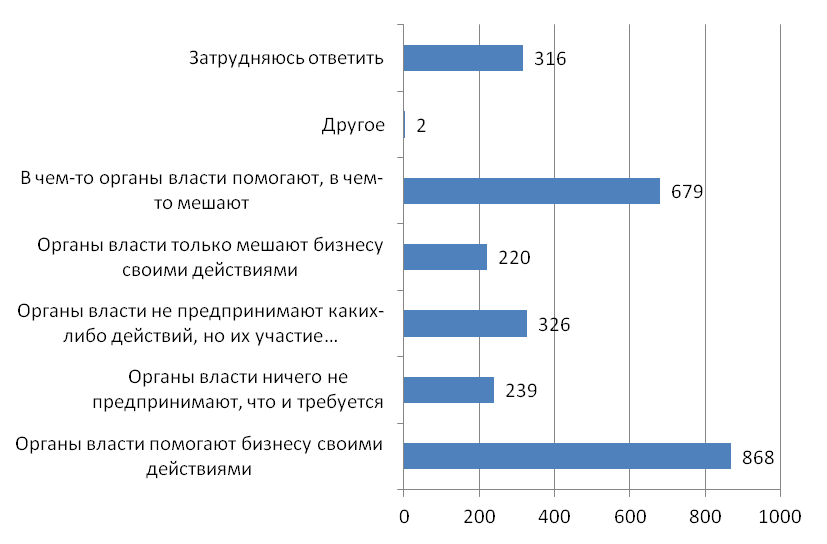 Затрудняюсь ответить
316
Другое
2
В чем-то органы власти помогают, в чем-
то мешают
679
Органы власти только мешают бизнесу
своими действиями
220
Органы власти не предпринимают каких-
либо действий, но их участие…
326
Органы власти ничего не
предпринимают, что и требуется
239
Органы власти помогают бизнесу своими
действиями
868
0 200 400 600 800 1000